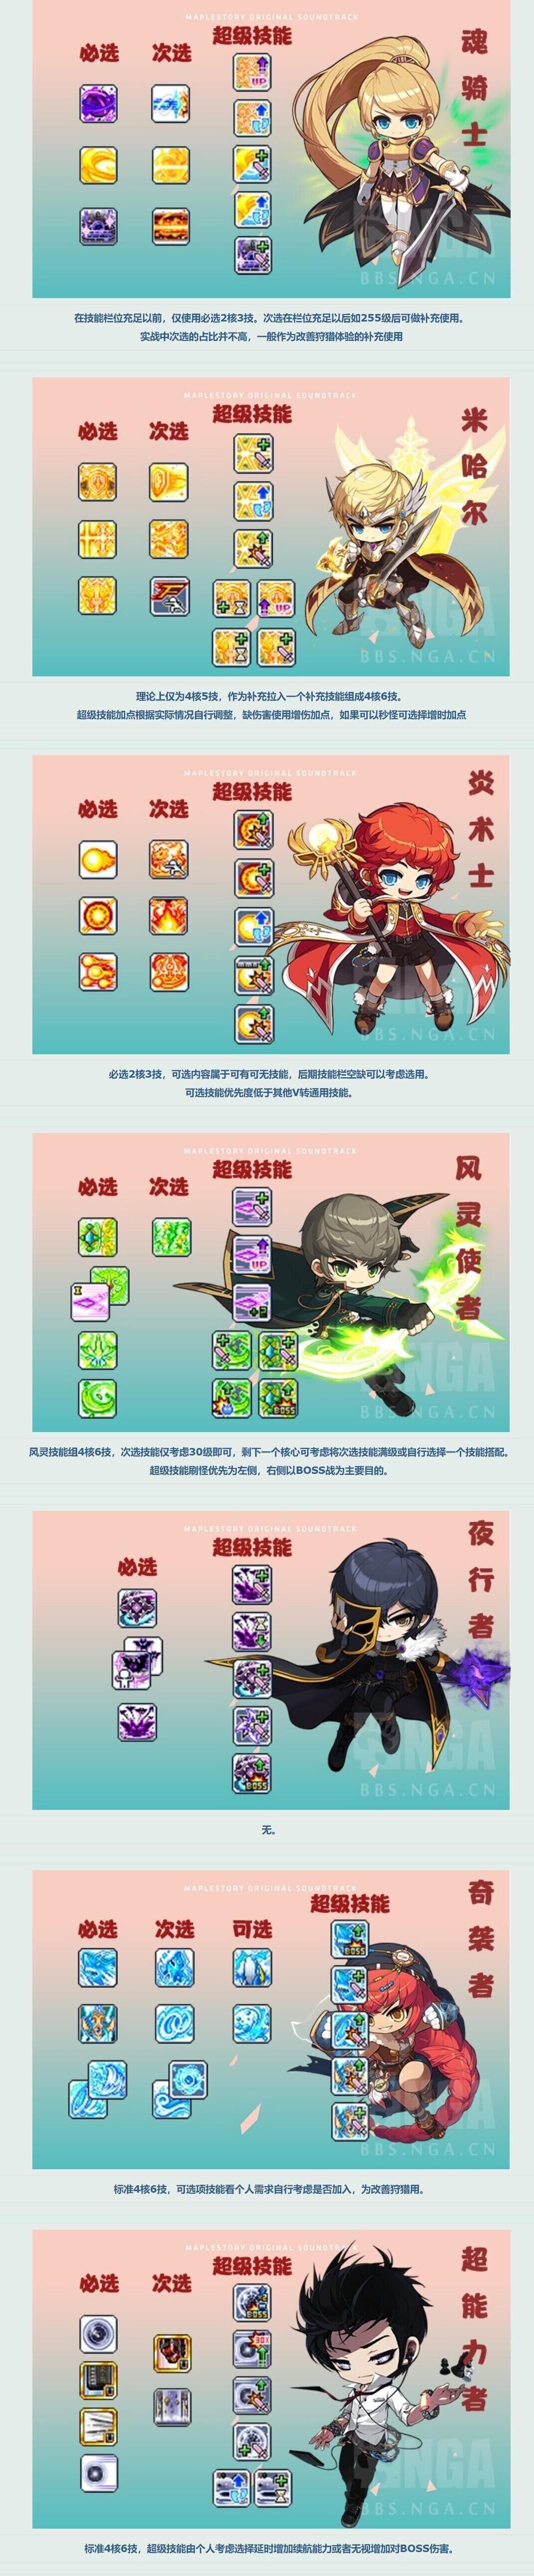 MAPLESTORY ORIGINAL SOUNDTRACK
必选 次选 超级技能
魂骑士
UP
NGA
BBS.NGA.CN
在技能栏位充足以前，仅使用必选2核3技。次选在栏位充足以后如255级后可做补充使用。
实战中次选的占比并不高，一般作为改善狩猎体验的补充使用
MAPLESTORY ORIGINAL SOUNDTRACK
必选 次选 超级技能
米哈尔
UP
NGA
BBS.NGA.CN
理论上仅为4核5技，作为补充拉入一个补充技能组成4核6技。
超级技能加点根据实际情况自行调整，缺伤害使用增伤加点，如果可以秒怪可选择增时加点
MAPLESTORY ORIGINAL SOUNDTRACK
必选 次选 超级技能
炎术士
NGA
BBS.NGA.CN
必选2核3技，可选内容属于可有可无技能，后期技能栏空缺可以考虑选用。
可选技能优先度低于其他V转通用技能。
MAPLESTORY ORIGINAL SOUNDTRACK
必选 次选 超级技能
风灵使者
UP
BOSS
NGA
BBS.NGA.CN
风灵技能组4核6技，次选技能仅考虑30级即可，剩下一个核心可考虑将次选技能满级或自行选择一个技能搭配。
超级技能刷怪优先为左侧，右侧以BOSS战为主要目的。
MAPLESTORY ORIGINAL SOUNDTRACK
必选 超级技能
夜行者
BOSS
NGA
BBS.NGA.CN
无。
MAPLESTORY ORIGINAL SOUNDTRACK
必选 次选 可选 超级技能
奇袭者
BOSS
NGA
BBS.NGA.CN
标准4核6技，可选项技能看个人需求自行考虑是否加入，为改善狩猎用。
MAPLESTORY ORIGINAL SOUNDTRACK
必选 次选 超级技能
超能力者
BOSS
NGA
BBS.NGA.CN
标准4核6技，超级技能由个人考虑选择延时增加续航能力或者无视增加对BOSS伤害。